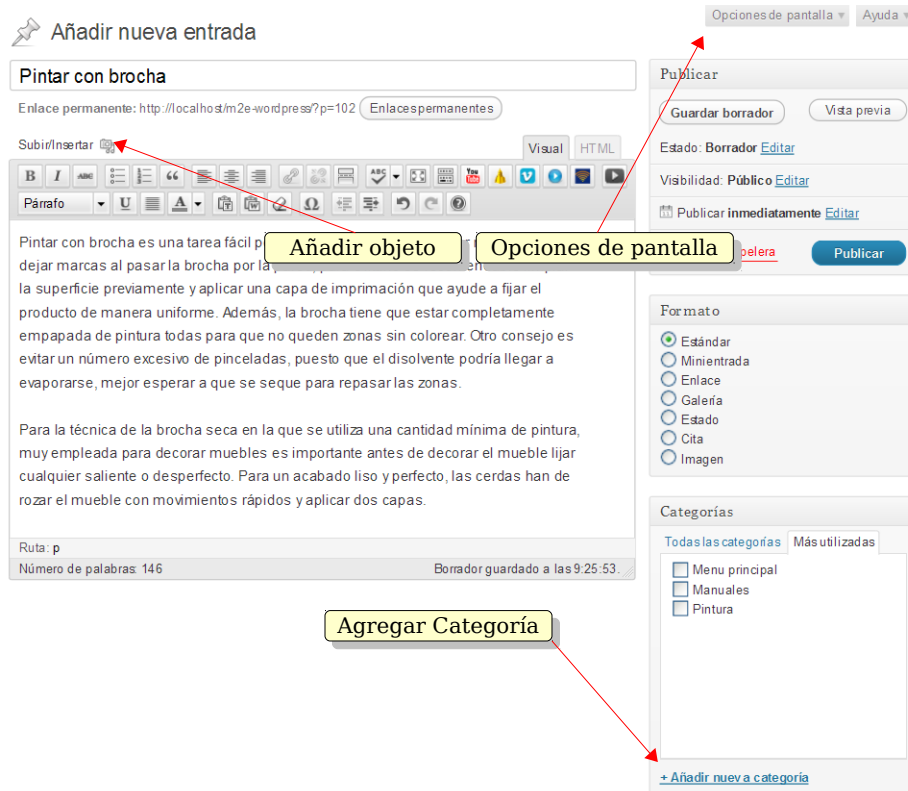 Opciones de pantalla Ayuda
Añadir nueva entrada
Pintar con brocha
Enlace permanente: http://localhost/m2e-wordpress/?p=102 Enlaces permanentes
Subir/Insertar
Visual HTML
B I ABC ABC You Tube
Párrafo U A T W Ω
Pintar con brocha es una tarea fácil
dejar marcas al pasar la brocha por la
la superficie previamente y aplicar una capa de imprimación que ayude a fijar el
producto de manera uniforme. Además, la brocha tiene que estar completamente
empapada de pintura todas para que no queden zonas sin colorear. Otro consejo es
evitar un número excesivo de pinceladas, puesto que el disolvente podría llegar a
evaporarse, mejor esperar a que se seque para repasar las zonas.
Para la técnica de la brocha seca en la que se utiliza una cantidad mínima de pintura,
muy empleada para decorar muebles es importante antes de decorar el mueble lijar
cualquier saliente o desperfecto. Para un acabado liso y perfecto, las cerdas han de
rozar el mueble con movimientos rápidos y aplicar dos capas.
Ruta: p
Número de palabras: 146 Borrador guardado a las 9:25:53.
Añadir objeto
Opciones de pantalla
Agregar Categoría
Publicar
Guardar borrador Vista previa
Estado: Borrador Editar
Visibilidad: Público Editar
Publicar inmediatamente Editar
Publicar
Formato
Estándar
Minientrada
Enlace
Galería
Estado
Cita
Imagen
Categorías
Todas las categorías Más utilizadas
Menu principal
Manuales
Pintura
+ Añadir nueva categoría